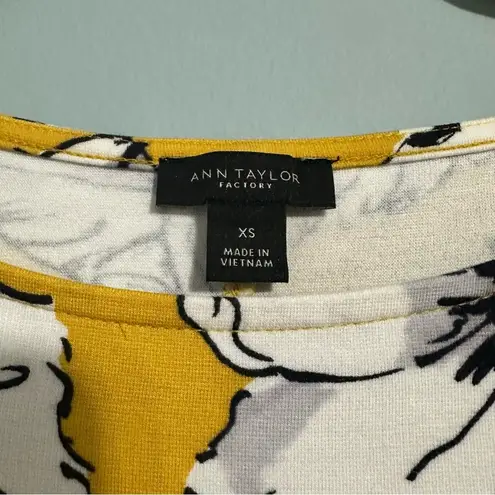 ANN TAYLOR
FACTORY
XS
MADE IN
VIETNAM